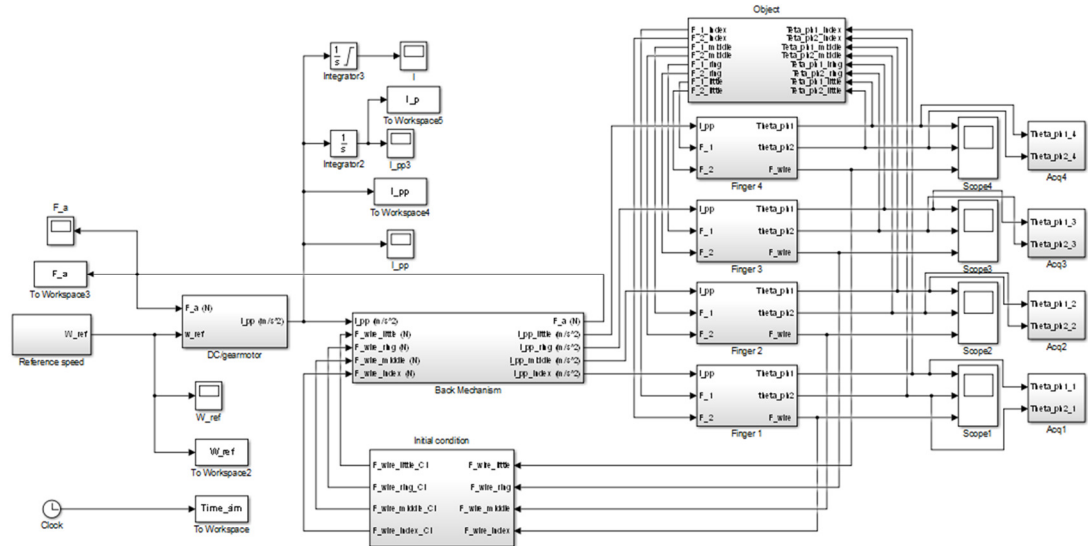 Object
F_1_index
F_2_index
F_1_middle
F_2_middle
F_1_ring
F_2_ring
F_1_little
F_2_little
Teta_phi1_index
Teta_phi2_index
Teta_phi1_middle
Teta_phi2_middle
Teta_phi1_iring
Teta_phi2_ring
Teta_phi1_little
Teta_phi2_little
1
s
Integrator3
I
I_p
To Workspace5
1
s
Integrator2
I_pp3
I_pp
To Workspace4
I_pp
F_a
F_a
To Workspace3
W_ref
Reference speed
F_a (N)
w_ref
I_pp (m/s^2)
DC/gearmotor
W_ref
W_ref
To Workspace2
Clock
Time_sim
To Workspace
I_pp (m/s^2)
F_wire_little (N)
F_wire_ring (N)
F_wire_middle (N)
F_wire_index (N)
F_a (N)
I_pp_little (m/s^2)
I_pp_ring (m/s^2)
I_pp_middle (m/s^2)
I_pp_index (m/s^2)
Back Mechanism
Initial condition
F_wire_little_CI
F_wire_ring_CI
F_wire_middle_CI
F_wire_index_CI
F_wire_little
F_wire_ring
F_wire_middle
F_wire_index
I_pp
F_1
F_2
Theta_phi1
theta_phi2
F_wire
Finger 4
Scope4
Theta_phi1_4
Theta_phi2_4
Acq4
I_pp
F_1
F_2
Theta_phi1
theta_phi2
F_wire
Finger 3
Scope3
Theta_phi1_3
Theta_phi2_3
Acq3
I_pp
F_1
F_2
Theta_phi1
theta_phi2
F_wire
Finger 2
Scope2
Theta_phi1_2
Theta_phi2_2
Acq2
I_pp
F_1
F_2
Theta_phi1
theta_phi2
F_wire
Finger 1
Scope1
Theta_phi1_1
Theta_phi2_1
Acq1